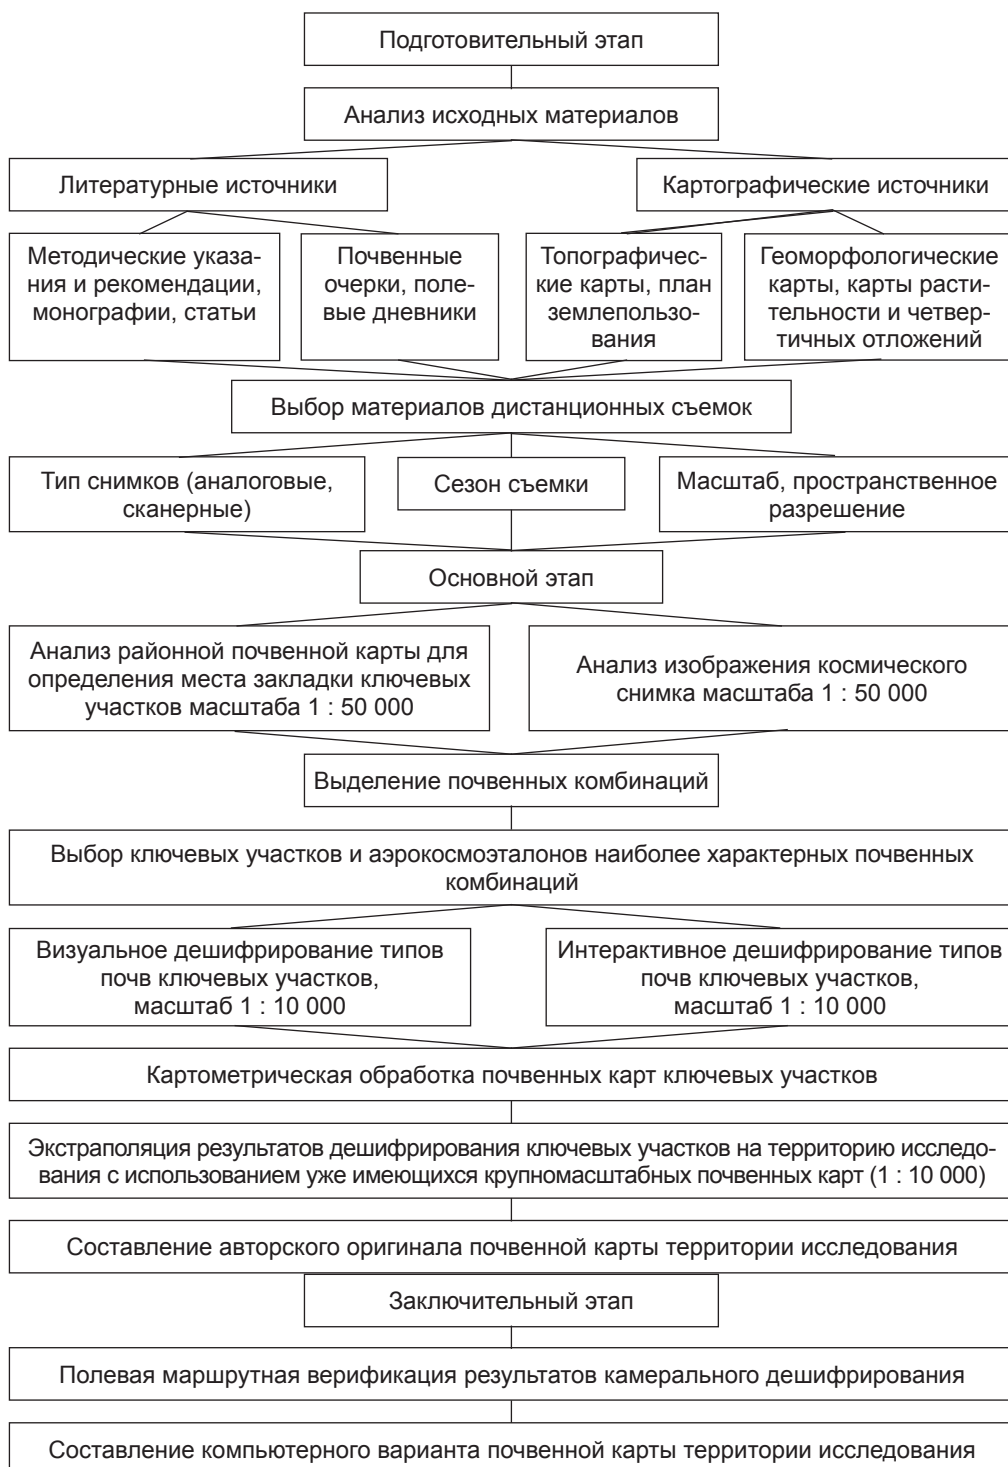 Подготовительный этап
Анализ исходных материалов
Литературные источники
Картографические источники
Методические указа-
ния и рекомендации,
монографии, статьи
Почвенные
очерки, поле-
вые дневники
Топографичес-
кие карты, план
землепользо-
вания
Геоморфологические
карты, карты расти-
тельности и четвер-
тичных отложений
Выбор материалов дистанционных съемок
Тип снимков (аналоговые,
сканерные)
Сезон съемки
Масштаб, пространственное
разрешение
Основной этап
Анализ районной почвенной карты для
определения места закладки ключевых
участков масштаба 1 : 50 000
Анализ изображения космического
снимка масштаба 1 : 50 000
Выделение почвенных комбинаций
Выбор ключевых участков и аэрокосмоэталонов наиболее характерных почвенных
комбинаций
Визуальное дешифрирование типов
почв ключевых участков,
масштаб 1 : 10 000
Интерактивное дешифрирование типов
почв ключевых участков,
масштаб 1 : 10 000
Картометрическая обработка почвенных карт ключевых участков
Экстраполяция результатов дешифрирования ключевых участков на территорию исследо-
вания с использованием уже имеющихся крупномасштабных почвенных карт (1 : 10 000)
Составление авторского оригинала почвенной карты территории исследования
Заключительный этап
Полевая маршрутная верификация результатов камерального дешифрирования
Составление компьютерного варианта почвенной карты территории исследования